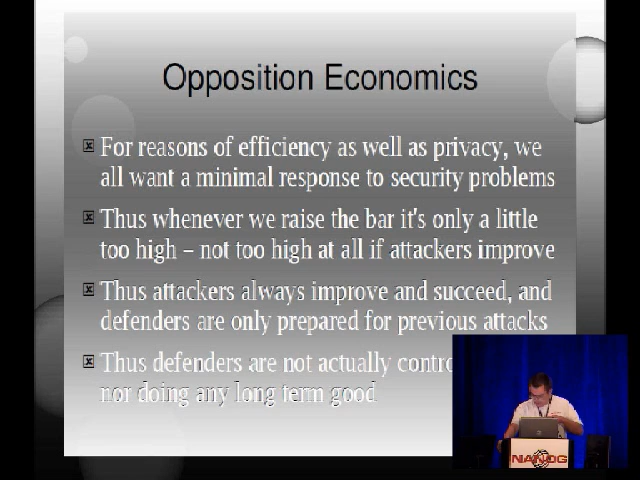 Opposition Economics
For reasons of efficiency as well as privacy, we
all want a minimal response to security problems
Thus whenever we raise the bar it's only a little
too high – not too high at all if attackers improve
Thus attackers always improve and succeed, and
defenders are only prepared for previous attacks
Thus defenders are not actually
nor doing any long term good
NANOG